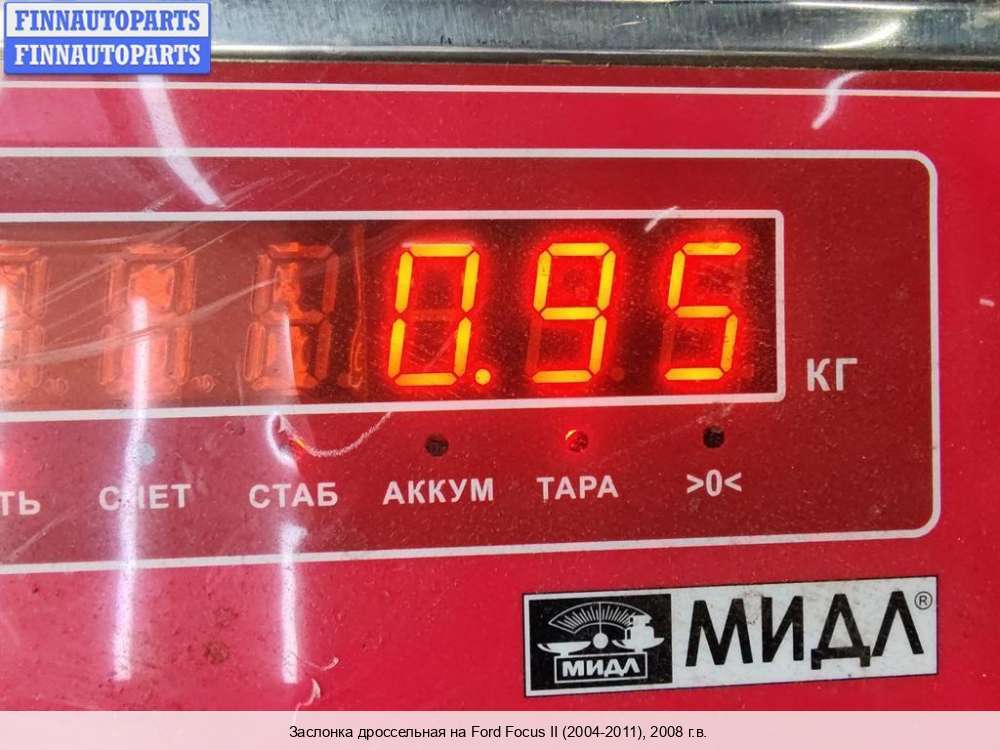 FINNAUTOPARTS
FINNAUTOPARTS
0.95
КГ
СЧЕТ СТАБ АККУМ ТАРА >0<
МИДЛ
МИДЛ®
Заслонка дроссельная на Ford Focus II (2004-2011), 2008 г.в.